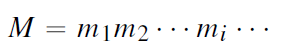 M = m₁m₂ ··· mᵢ ···